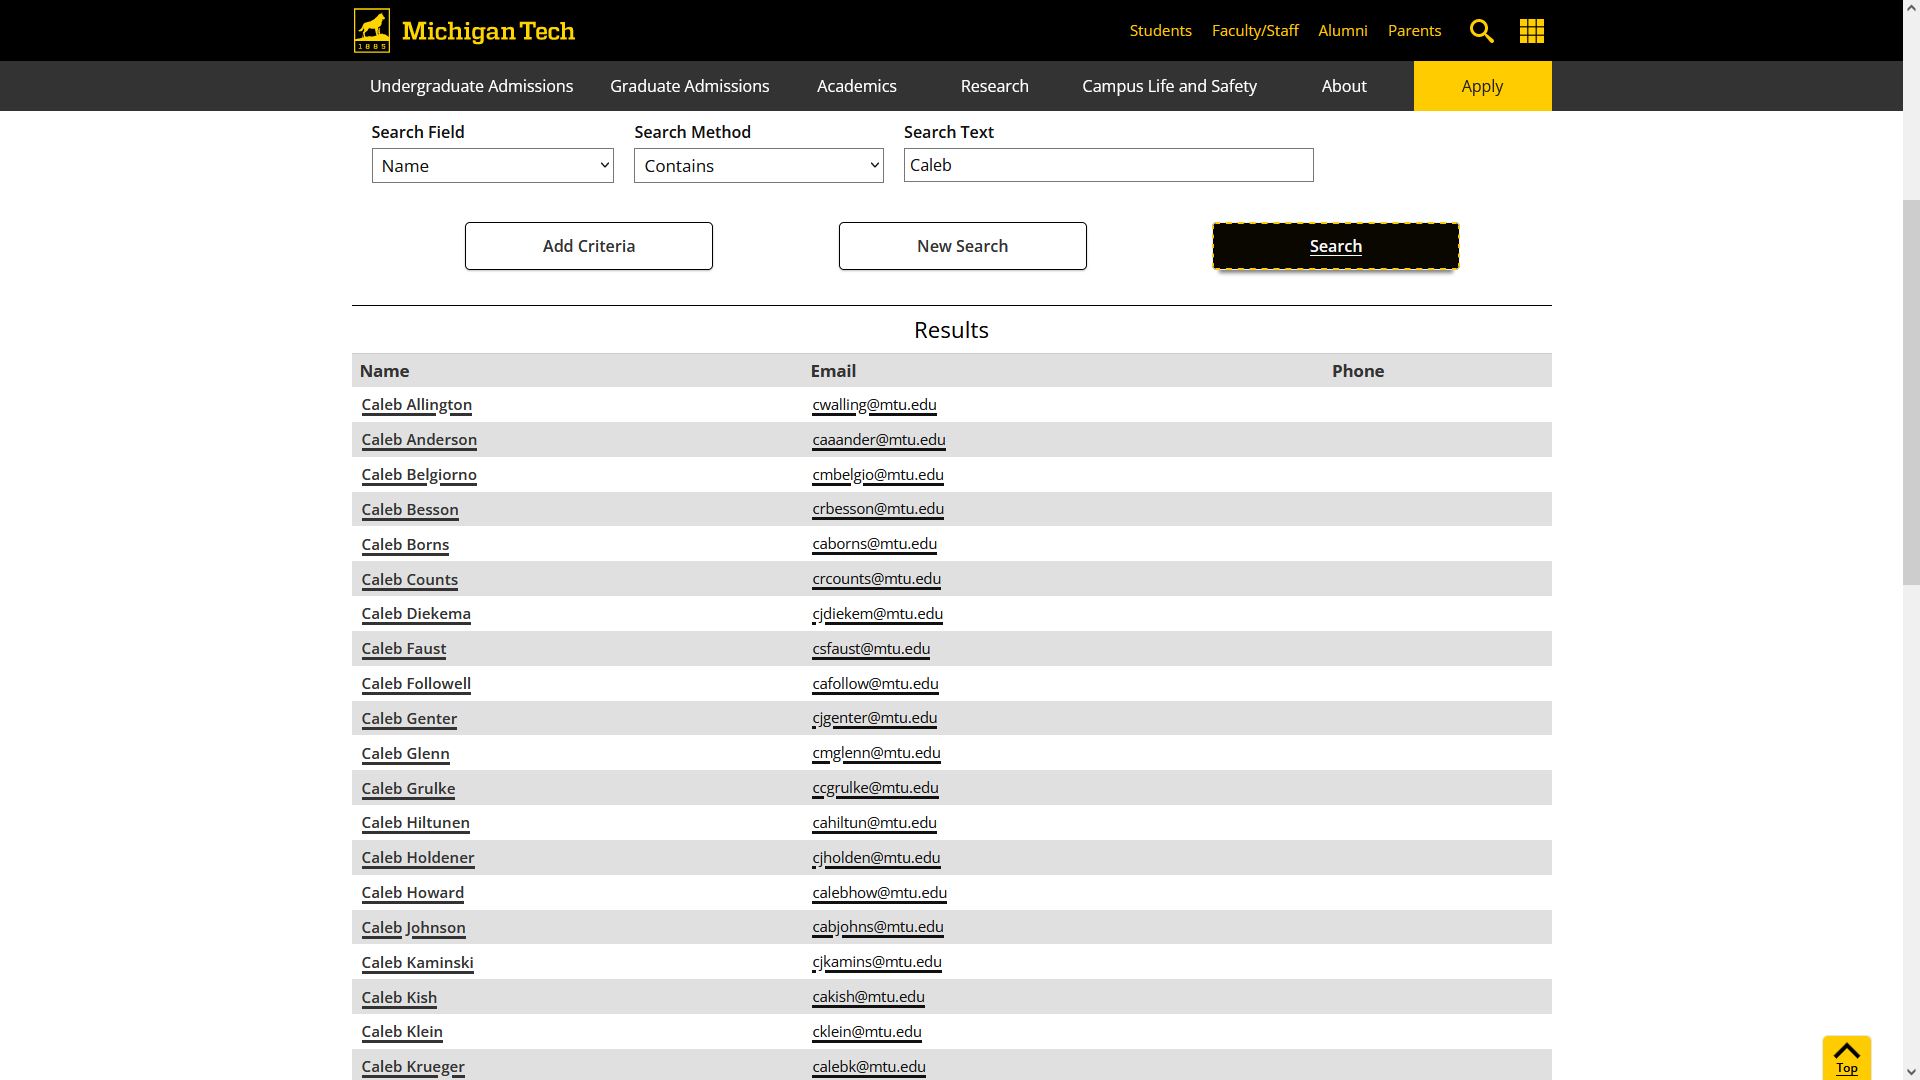 1885 Michigan Tech Students Faculty/Staff Alumni Parents
Undergraduate Admissions Graduate Admissions Academics Research Campus Life and Safety About Apply
Search Field Search Method Search Text
Name Contains Caleb
Add Criteria New Search Search
Results
Name Email Phone
Caleb Allington cwalling@mtu.edu
Caleb Anderson caaander@mtu.edu
Caleb Belgiorno cmbelgio@mtu.edu
Caleb Besson crbesson@mtu.edu
Caleb Borns caborns@mtu.edu
Caleb Counts crcounts@mtu.edu
Caleb Diekema cjdiekem@mtu.edu
Caleb Faust csfaust@mtu.edu
Caleb Followell cafollow@mtu.edu
Caleb Genter cjgenter@mtu.edu
Caleb Glenn cmglenn@mtu.edu
Caleb Grulke ccgrulke@mtu.edu
Caleb Hiltunen cahiltun@mtu.edu
Caleb Holdener cjholden@mtu.edu
Caleb Howard calebhow@mtu.edu
Caleb Johnson cabjohns@mtu.edu
Caleb Kaminski cjkamins@mtu.edu
Caleb Kish cakish@mtu.edu
Caleb Klein cklein@mtu.edu
Caleb Krueger calebk@mtu.edu
Top